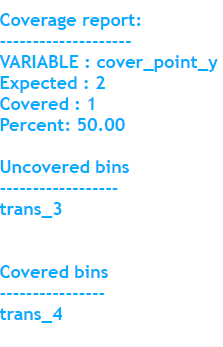 Coverage report:
--------------------
VARIABLE : cover_point_y
Expected : 2
Covered : 1
Percent: 50.00
Uncovered bins
------------------
trans_3
Covered bins
----------------
trans_4